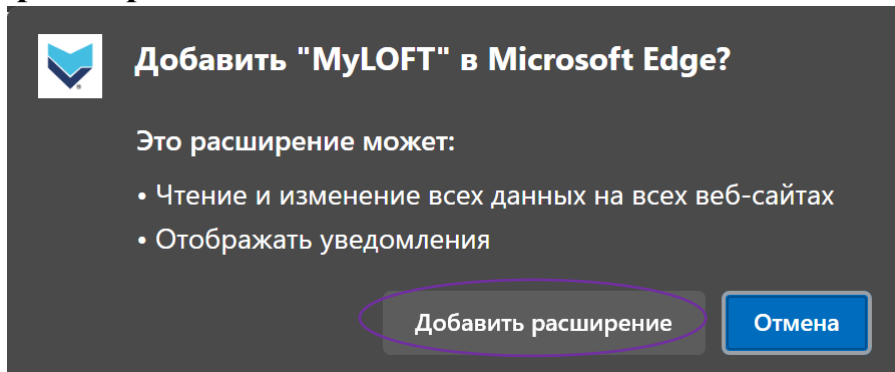 Добавить "MyLOFT" в Microsoft Edge?
Это расширение может:
• Чтение и изменение всех данных на всех веб-сайтах
• Отображать уведомления
Добавить расширение
Отмена